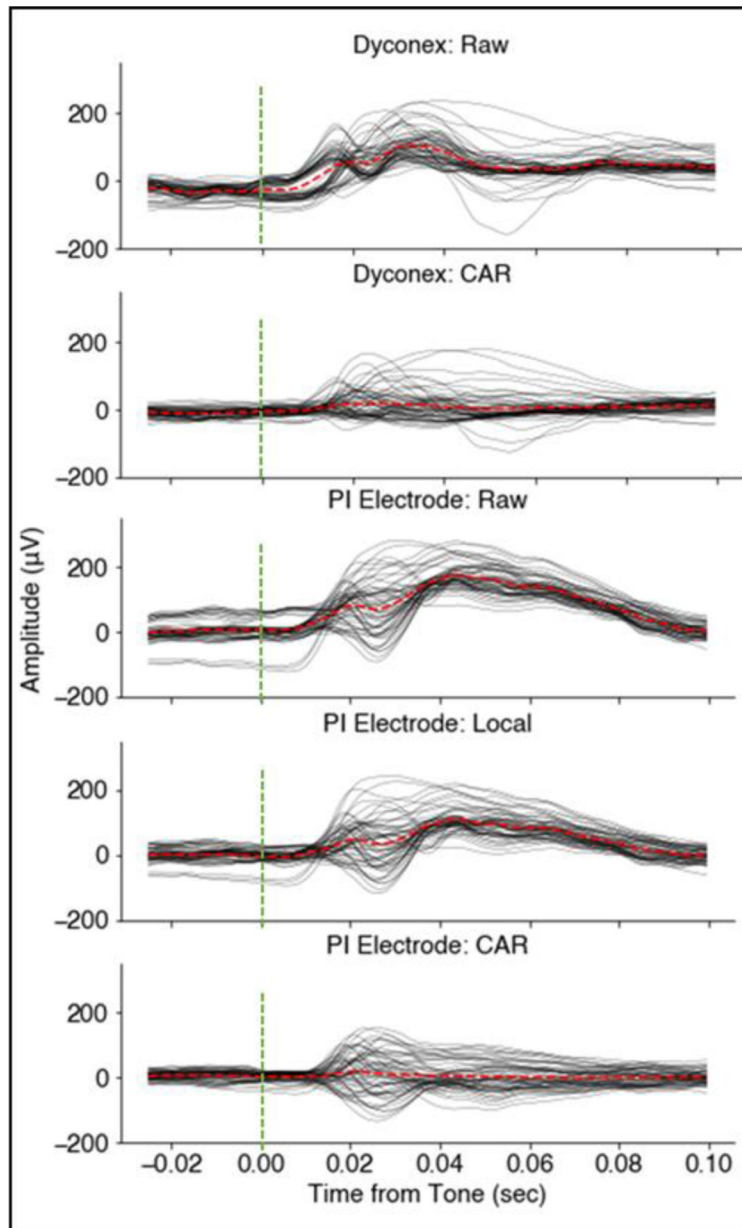 Dyconex: Raw
200
0
−200
Dyconex: CAR
200
0
−200
PI Electrode: Raw
200
0
−200
PI Electrode: Local
200
0
−200
PI Electrode: CAR
200
0
−200
Amplitude (µV)
−0.02 0.00 0.02 0.04 0.06 0.08 0.10
Time from Tone (sec)